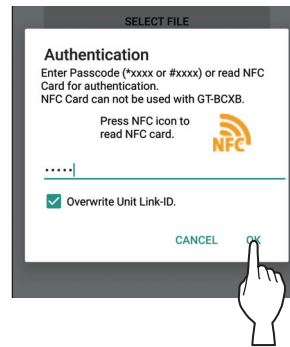 SELECT FILE
Authentication
Enter Passcode (*xxxx or #xxxx) or read NFC
Card for authentication.
NFC Card can not be used with GT-BCXB.
Press NFC icon to
read NFC card.
NFC
•••••
Overwrite Unit Link-ID.
CANCEL OK